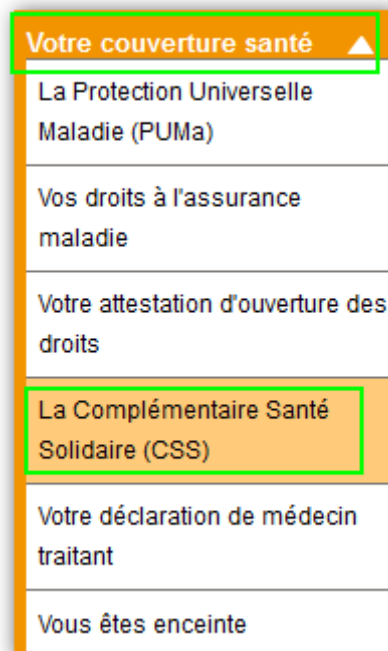 Votre couverture santé
La Protection Universelle
Maladie (PUMa)
Vos droits à l'assurance
maladie
Votre attestation d'ouverture des
droits
La Complémentaire Santé
Solidaire (CSS)
Votre déclaration de médecin
traitant
Vous êtes enceinte